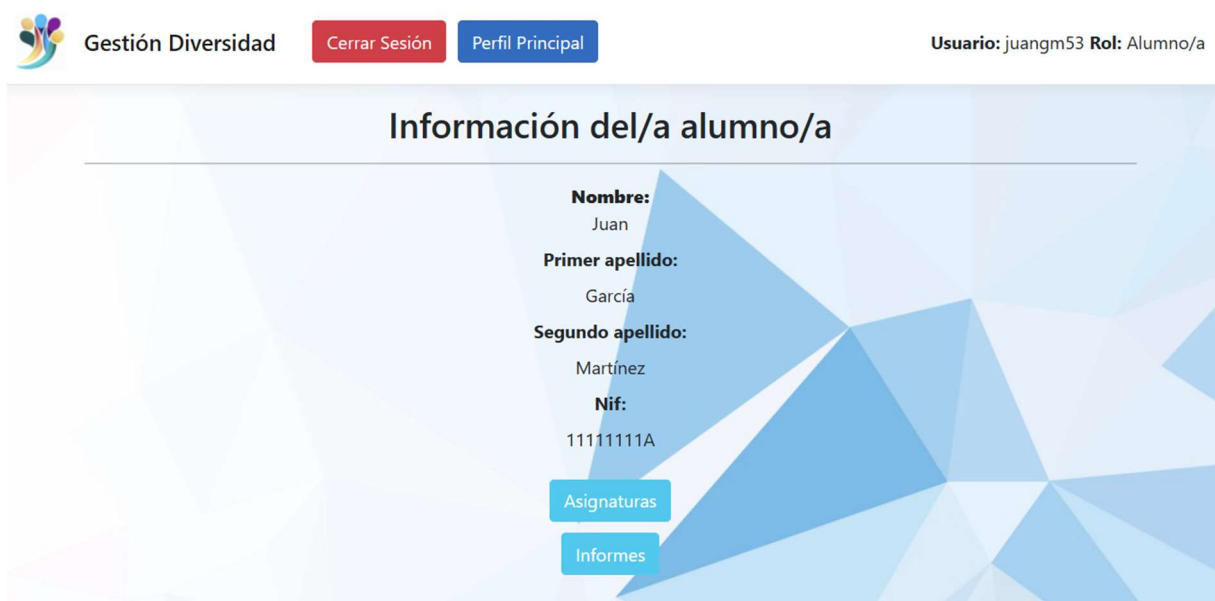 Gestión Diversidad Cerrar Sesión Perfil Principal Usuario: juangm53 Rol: Alumno/a
Información del/a alumno/a
Nombre:
Juan
Primer apellido:
García
Segundo apellido:
Martínez
Nif:
11111111A
Asignaturas
Informes